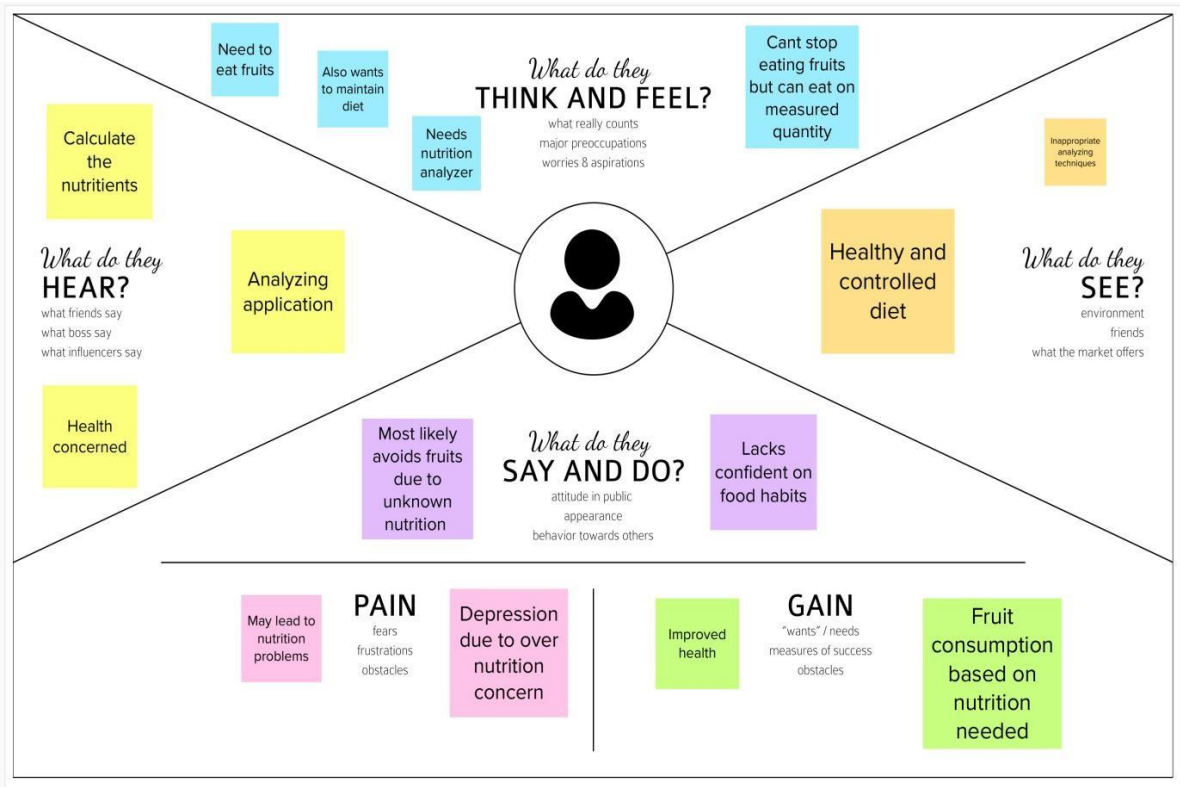 Need to
eat fruits
Also wants
to maintain
diet
Needs
nutrition
analyzer
What do they
THINK AND FEEL?
what really counts
major preoccupations
worries & aspirations
Cant stop
eating fruits
but can eat on
measured
quantity
Calculate
the
nutritients
What do they
HEAR?
what friends say
what boss say
what influencers say
Analyzing
application
Health
concerned
Inappropriate
analyzing
techniques
Healthy and
controlled
diet
What do they
SEE?
environment
friends
what the market offers
Most likely
avoids fruits
due to
unknown
nutrition
What do they
SAY AND DO?
attitude in public
appearance
behavior towards others
Lacks
confident on
food habits
May lead to
nutrition
problems
PAIN
fears
frustrations
obstacles
Depression
due to over
nutrition
concern
Improved
health
GAIN
"wants" / needs
measures of success
obstacles
Fruit
consumption
based on
nutrition
needed